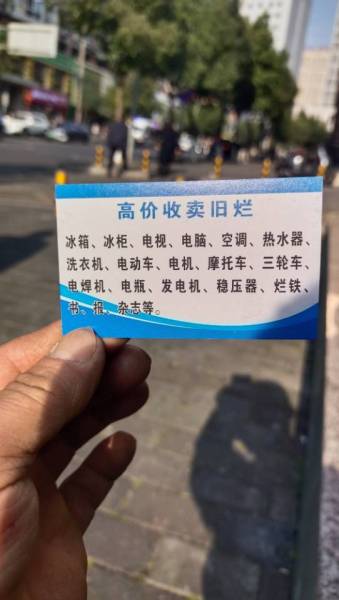 高价收卖旧烂
冰箱、冰柜、电视、电脑、空调、热水器、
洗衣机、电动车、电机、摩托车、三轮车、
电焊机、电瓶、发电机、稳压器、烂铁、
书、报、杂志等。